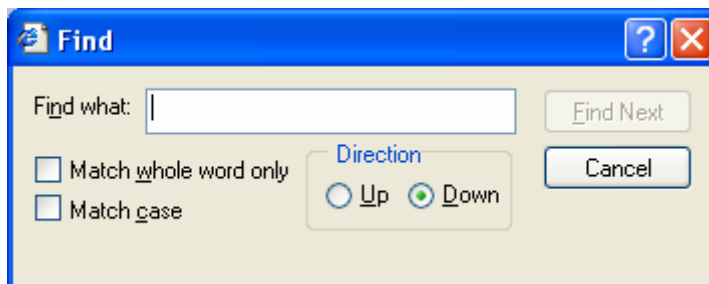 Find
Find what:
Find Next
Match whole word only
Direction
Cancel
Up Down
Match case